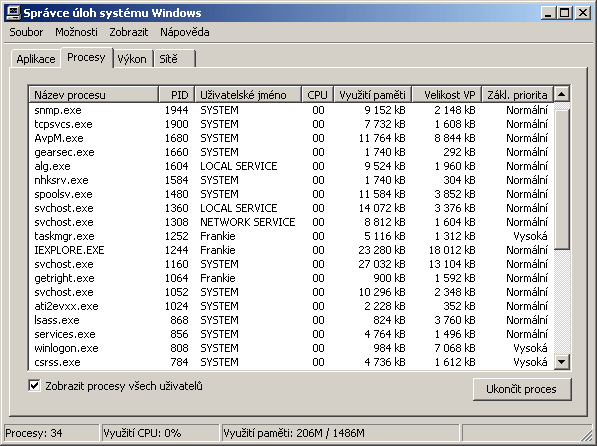 Správce úloh systému Windows
Soubor Možnosti Zobrazit Nápověda
Aplikace Procesy Výkon Sítě
Název procesu PID Uživatelské jméno CPU Využití paměti Velikost VP Zákl. priorita
snmp.exe 1944 SYSTEM 00 9 152 kB 2 148 kB Normální
tcpsvcs.exe 1900 SYSTEM 00 7 732 kB 1 608 kB Normální
AvpM.exe 1680 SYSTEM 00 11 764 kB 8 844 kB Normální
gearsec.exe 1660 SYSTEM 00 1 740 kB 292 kB Normální
alg.exe 1604 LOCAL SERVICE 00 9 524 kB 1 960 kB Normální
nhksrv.exe 1584 SYSTEM 00 1 740 kB 304 kB Normální
spoolsv.exe 1480 SYSTEM 00 11 584 kB 3 852 kB Normální
svchost.exe 1360 LOCAL SERVICE 00 14 072 kB 3 376 kB Normální
svchost.exe 1308 NETWORK SERVICE 00 8 812 kB 1 604 kB Normální
taskmgr.exe 1252 Frankie 00 5 116 kB 1 312 kB Vysoká
IEXPLORE.EXE 1244 Frankie 00 23 280 kB 18 012 kB Normální
svchost.exe 1160 SYSTEM 00 27 032 kB 13 104 kB Normální
getright.exe 1064 Frankie 00 900 kB 1 592 kB Normální
svchost.exe 1052 SYSTEM 00 10 296 kB 2 348 kB Normální
ati2evxx.exe 1024 SYSTEM 00 2 228 kB 352 kB Normální
lsass.exe 868 SYSTEM 00 824 kB 3 760 kB Normální
services.exe 856 SYSTEM 00 4 764 kB 1 496 kB Normální
winlogon.exe 808 SYSTEM 00 984 kB 7 068 kB Vysoká
csrss.exe 784 SYSTEM 00 4 736 kB 1 612 kB Vysoká
Zobrazit procesy všech uživatelů
Ukončit proces
Procesy: 34 Využití CPU: 0% Využití paměti: 206M / 1486M